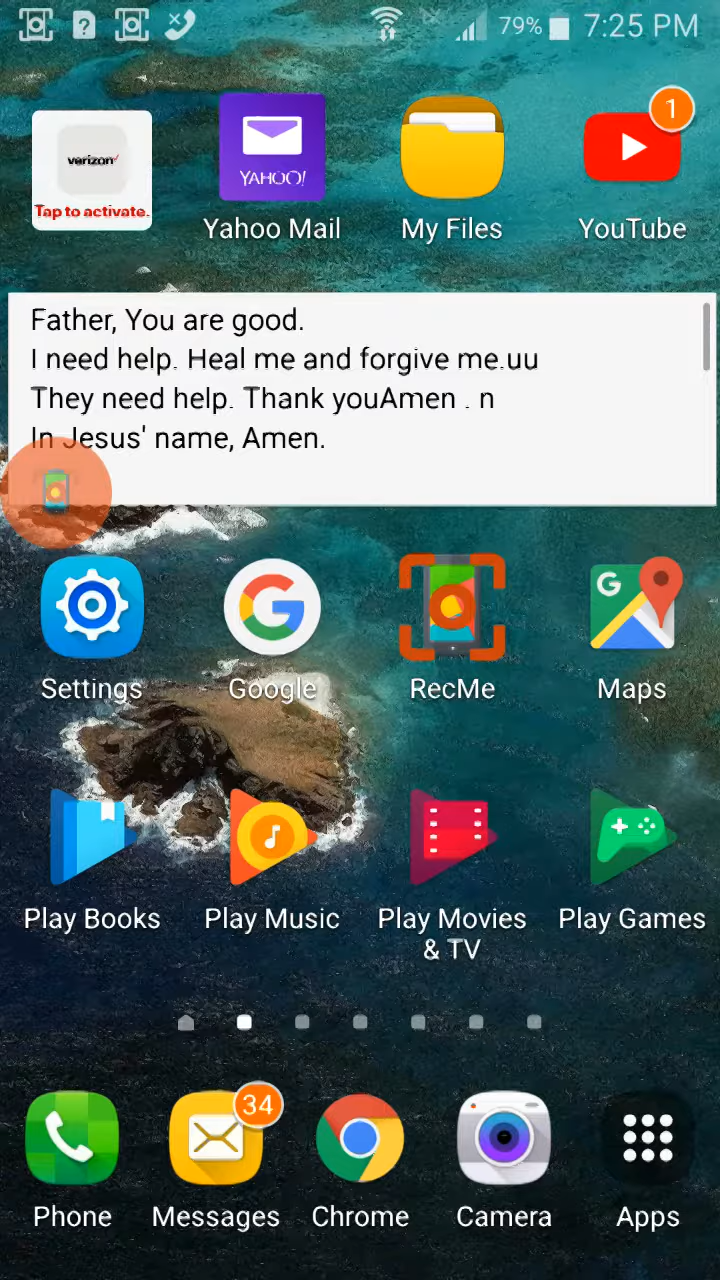 79% 7:25 PM
1
verizon
Tap to activate.
YAHOO!
Yahoo Mail My Files YouTube
Father, You are good.
I need help. Heal me and forgive me.uu
They need help. Thank youAmen . n
In Jesus' name, Amen.
G
Settings Google RecMe Maps
Play Books Play Music Play Movies & TV Play Games
34
Phone Messages Chrome Camera Apps